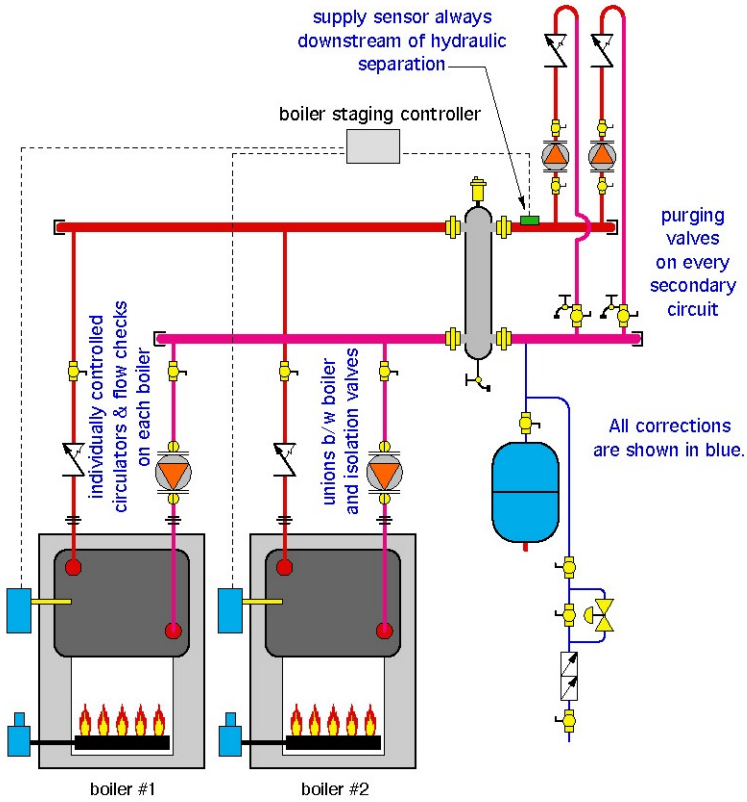 supply sensor always
downstream of hydraulic
separation
boiler staging controller
purging
valves
on every
secondary
circuit
individually controlled
circulators & flow checks
on each boiler
unions b/w boiler
and isolation valves
All corrections
are shown in blue.
boiler #1
boiler #2